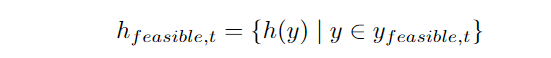 h_{feasible,t} = {h(y) | y ∈ y_{feasible,t}}